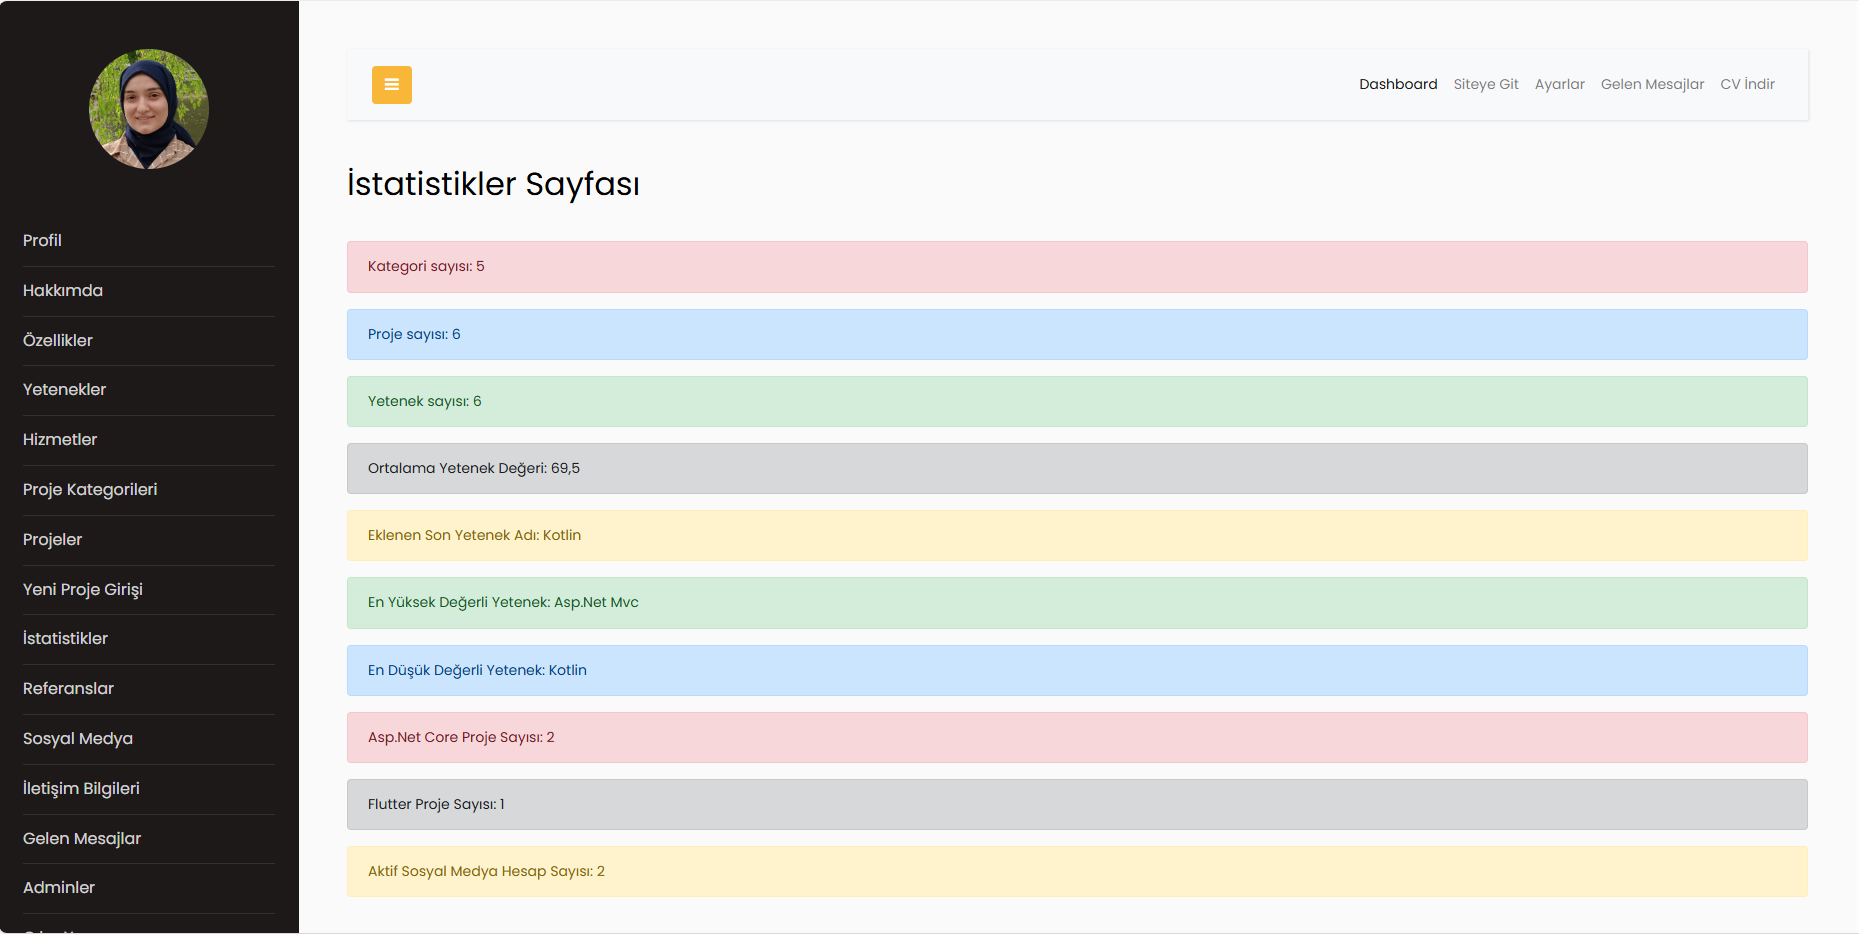 Dashboard Siteye Git Ayarlar Gelen Mesajlar CV İndir
Profil
Hakkımda
Özellikler
Yetenekler
Hizmetler
Proje Kategorileri
Projeler
Yeni Proje Girişi
İstatistikler
Referanslar
Sosyal Medya
İletişim Bilgileri
Gelen Mesajlar
Adminler
İstatistikler Sayfası
Kategori sayısı: 5
Proje sayısı: 6
Yetenek sayısı: 6
Ortalama Yetenek Değeri: 69,5
Eklenen Son Yetenek Adı: Kotlin
En Yüksek Değerli Yetenek: Asp.Net Mvc
En Düşük Değerli Yetenek: Kotlin
Asp.Net Core Proje Sayısı: 2
Flutter Proje Sayısı: 1
Aktif Sosyal Medya Hesap Sayısı: 2